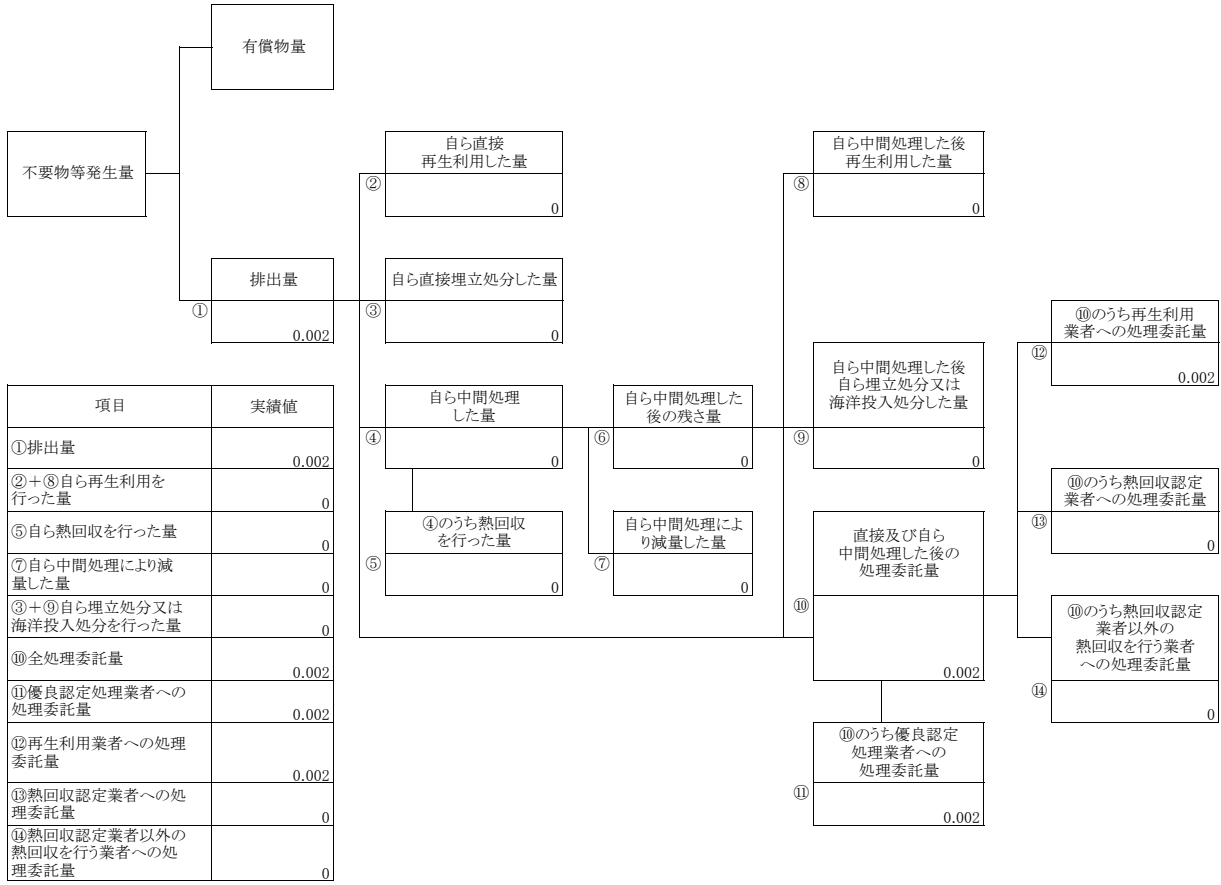 有償物量
不要物等発生量
自ら直接
再生利用した量
②
0
自ら中間処理した後
再生利用した量
⑧
0
排出量
①
0.002
自ら直接埋立処分した量
③
0
⑩のうち再生利用
業者への処理委託量
⑫
0.002
自ら中間処理
した量
④
0
自ら中間処理した
後の残さ量
⑥
0
自ら中間処理した後
自ら埋立処分又は
海洋投入処分した量
⑨
0
⑩のうち熱回収認定
業者への処理委託量
⑬
0
④のうち熱回収
を行った量
⑤
0
自ら中間処理によ
り減量した量
⑦
0
直接及び自ら
中間処理した後の
処理委託量
⑩
0.002
⑩のうち熱回収認定
業者以外の
熱回収を行う業者
への処理委託量
⑭
0
⑩のうち優良認定
処理業者への
処理委託量
⑪
0.002
項目 実績値
①排出量
0.002
②＋⑧自ら再生利用を
行った量
0
⑤自ら熱回収を行った量
0
⑦自ら中間処理により減
量した量
0
③＋⑨自ら埋立処分又は
海洋投入処分を行った量
0
⑩全処理委託量
0.002
⑪優良認定処理業者への
処理委託量
0.002
⑫再生利用業者への処理
委託量
0.002
⑬熱回収認定業者への処
理委託量
0
⑭熱回収認定業者以外の
熱回収を行う業者への処
理委託量
0